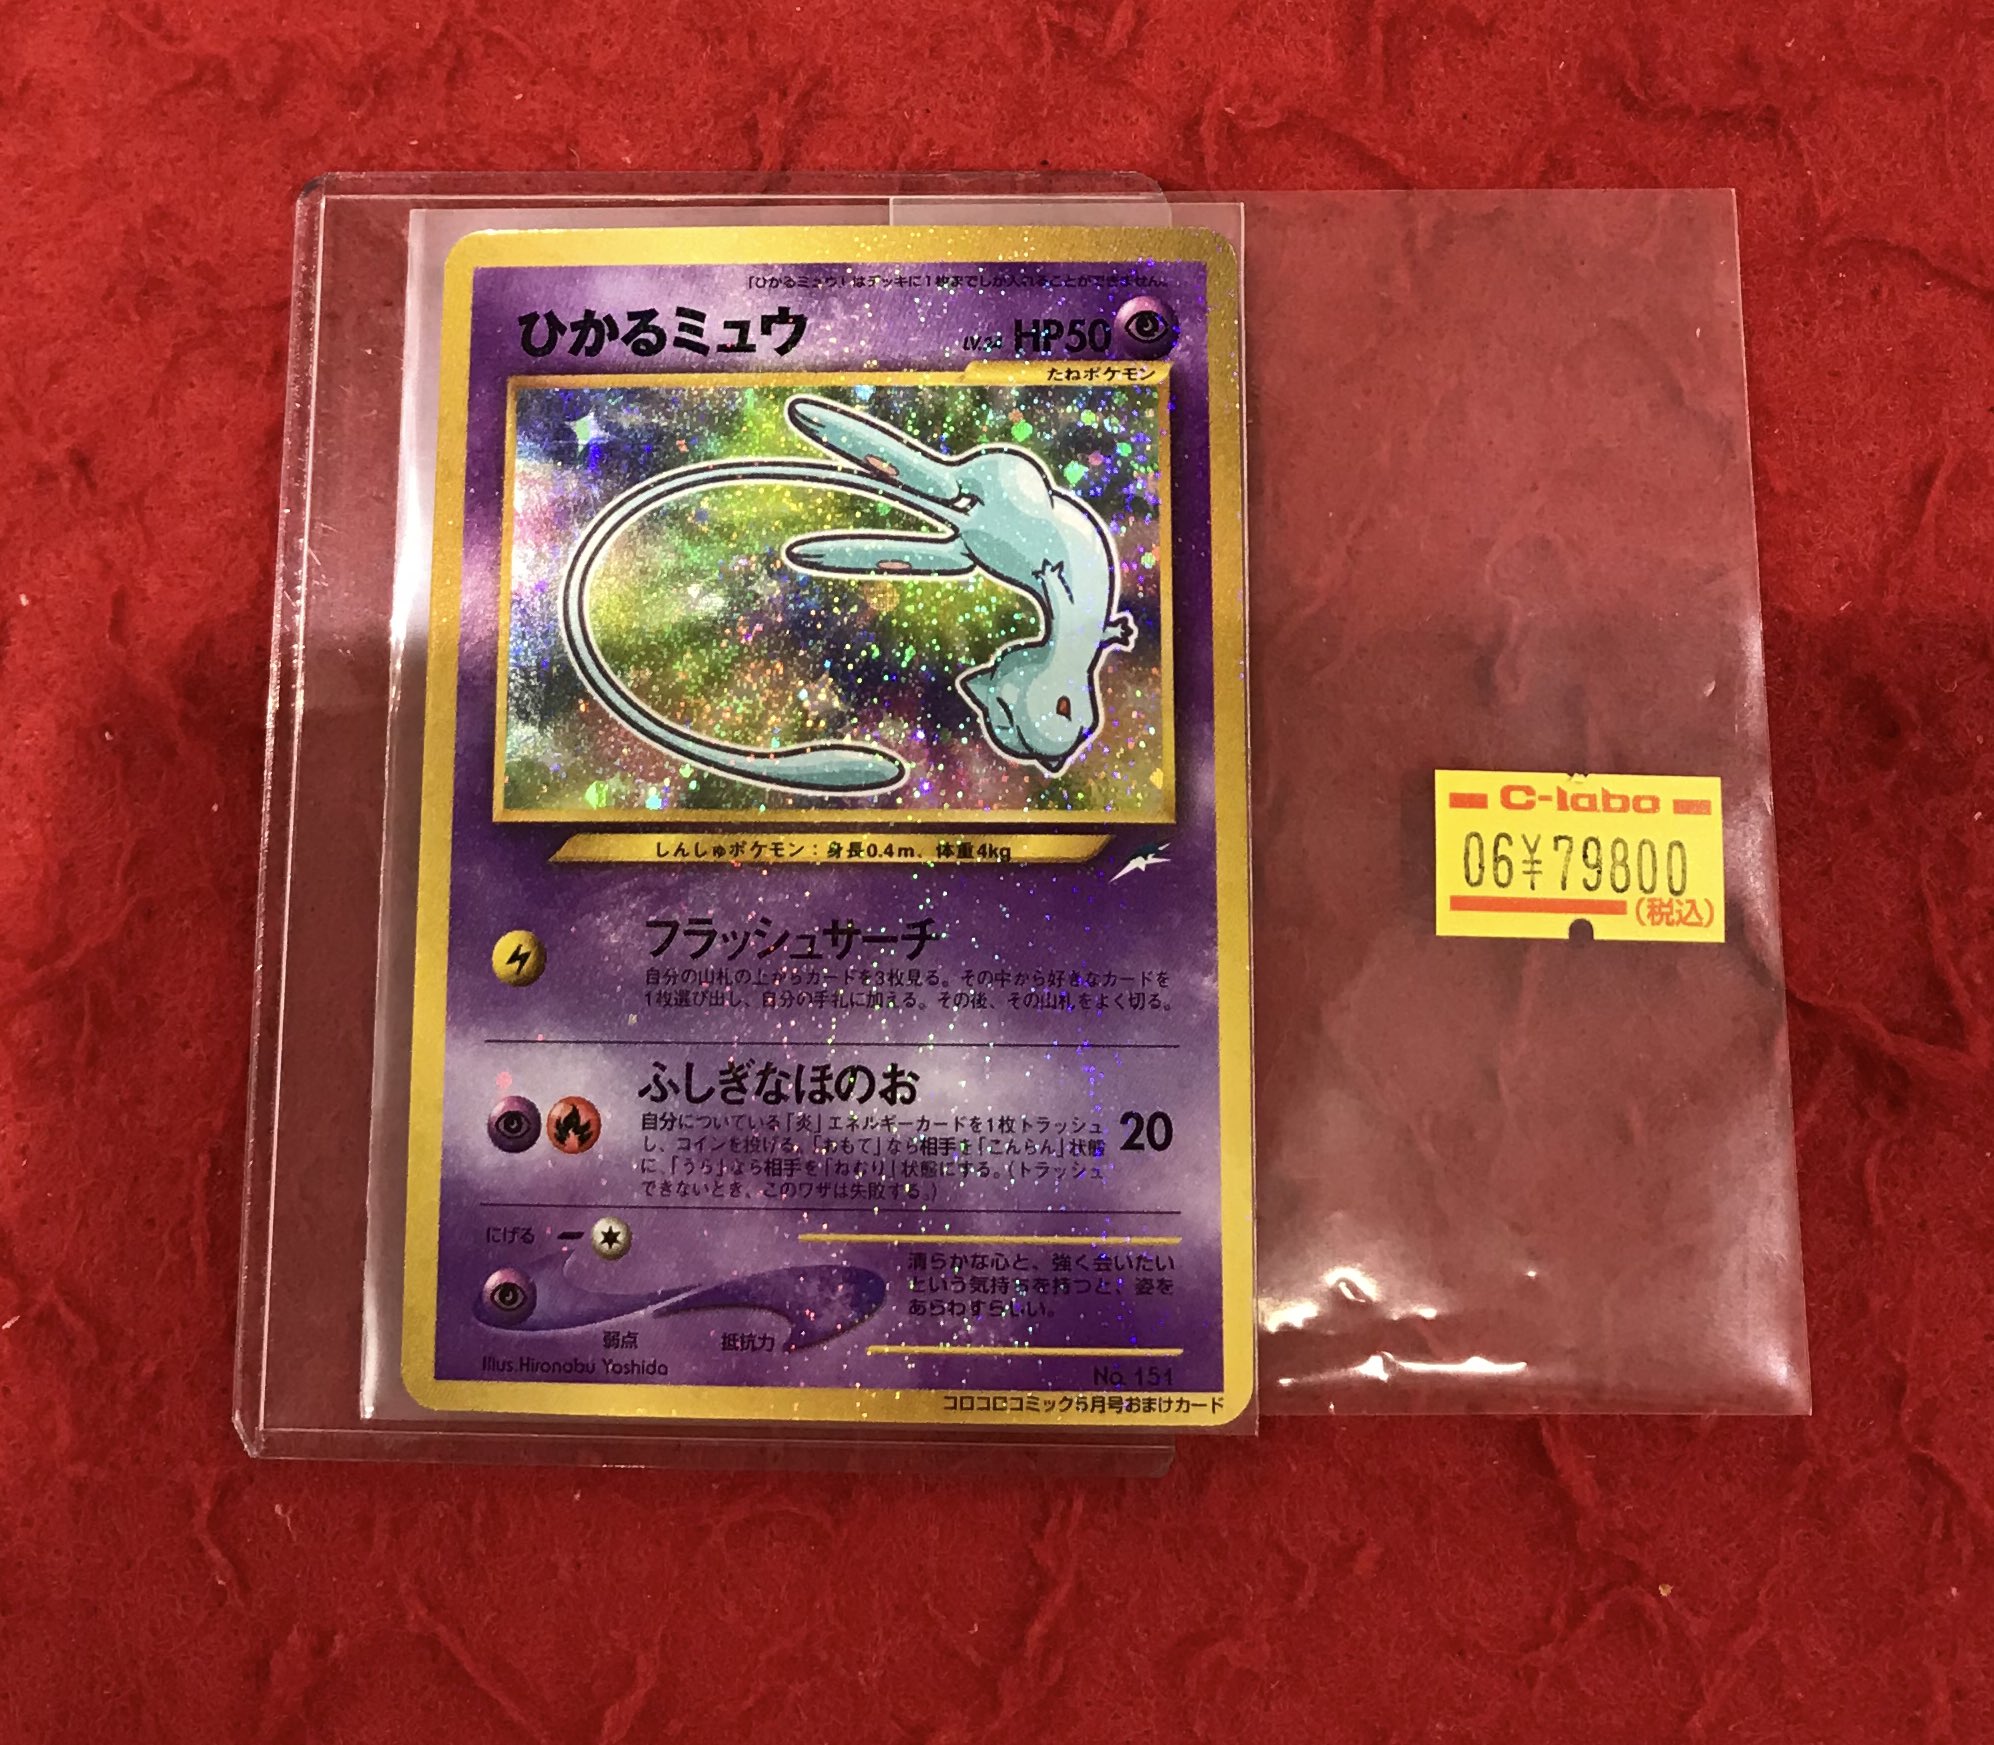 「ひかるミュウ」はデッキに1枚までしか入れることができません。
ひかるミュウ
HP50
たねポケモン
しんしゅポケモン：身長0.4m、体重4kg
フラッシュサーチ
自分の山札の上からカードを3枚見る。その中から好きなカードを
1枚選び出し、自分の手札に加える。その後、その山札をよく切る。
ふしぎなほのお
自分についている「炎」エネルギーカードを1枚トラッシュ
し、コインを投げる。「おもて」なら相手を「こんらん」状態
に、「うら」なら相手を「ねむり」状態にする。（トラッシュ
できないとき、このワザは失敗する。）
20
にげる
清らかな心と、強く会いたい
という気持ちを持つと、姿を
あらわすらしい。
弱点
抵抗力
Illus.Hironobu Yoshida
No. 151
コロコロコミック5月号おまけカード
C-labo
06¥79800
(税込)